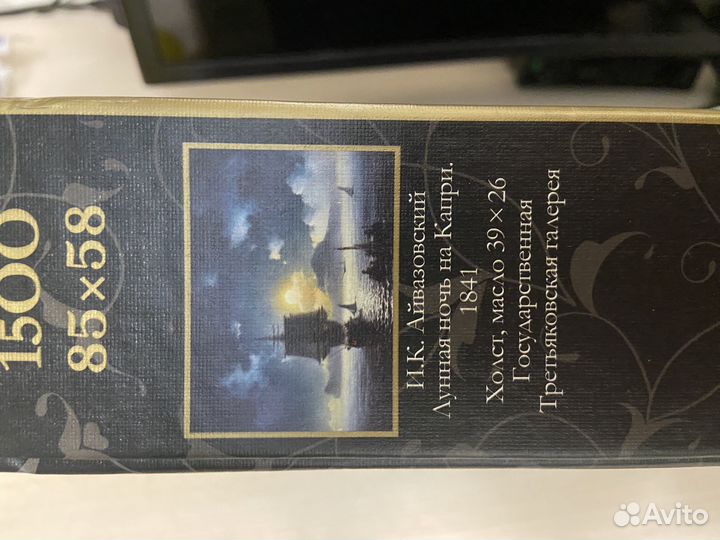 1500
85×58
И.К. Айвазовский
Лунная ночь на Капри.
1841
Холст, масло 39×26
Государственная
Третьяковская галерея
Avito